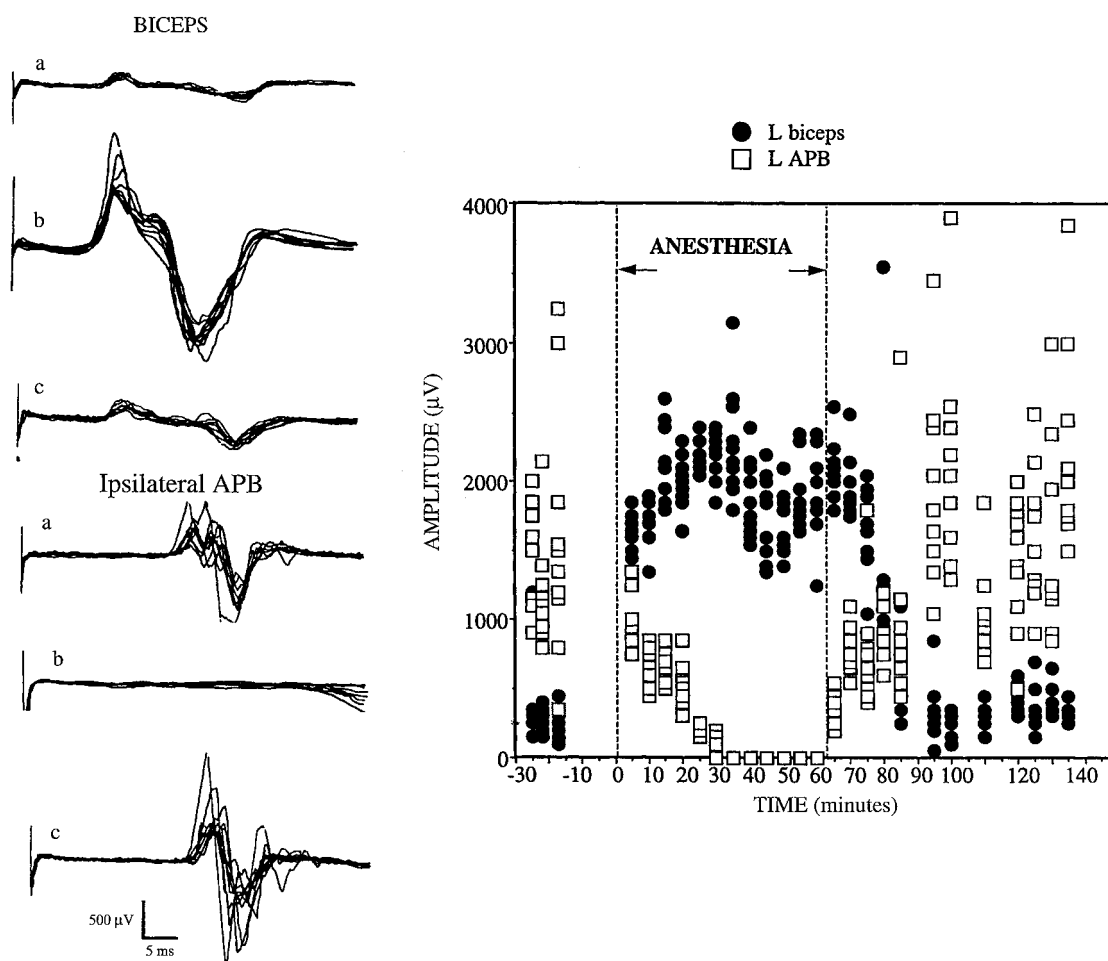 BICEPS
a
b
c
Ipsilateral APB
a
b
c
500 µV
5 ms
L biceps
L APB
ANESTHESIA
AMPLITUDE (µV)
4000
3000
2000
1000
0
-30 -10 0 10 20 30 40 50 60 70 80 90 100 120 140
TIME (minutes)